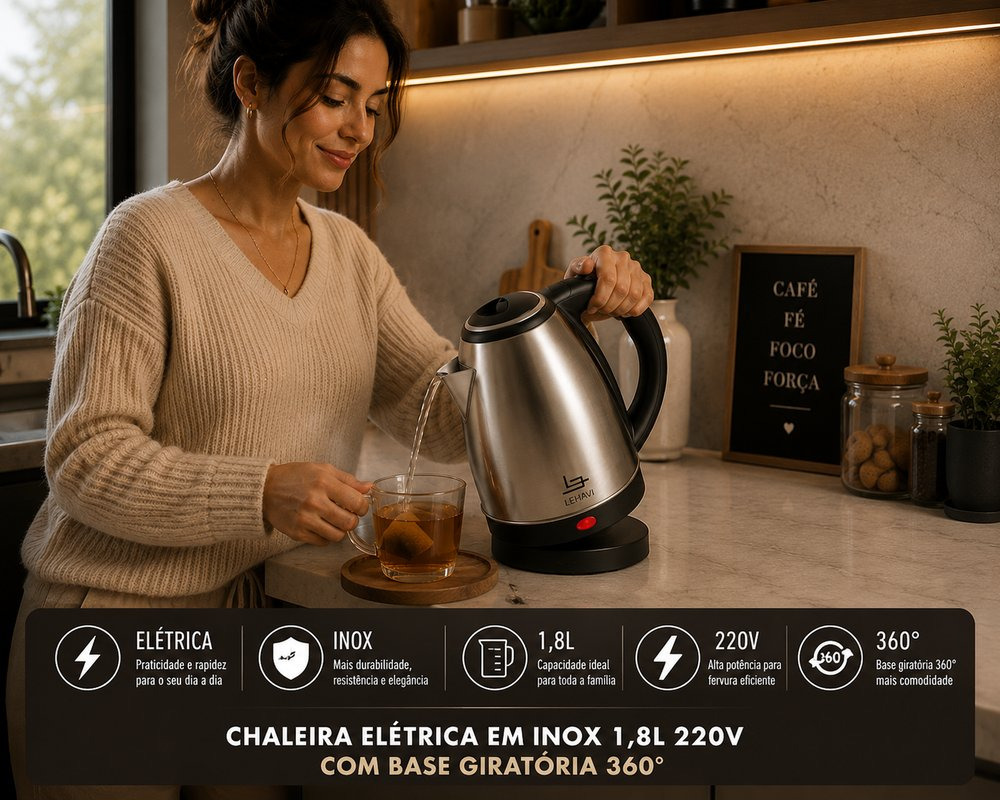 CAFÉ
FÉ
FOCO
FORÇA
LEHAVI
ELÉTRICA
Praticidade e rapidez
para o seu dia a dia
INOX
Mais durabilidade,
resistência e elegância
1,8L
Capacidade ideal
para toda a família
220V
Alta potência para
fervura eficiente
360
360°
Base giratória 360°
mais comodidade
CHALEIRA ELÉTRICA EM INOX 1,8L 220V
COM BASE GIRATÓRIA 360°